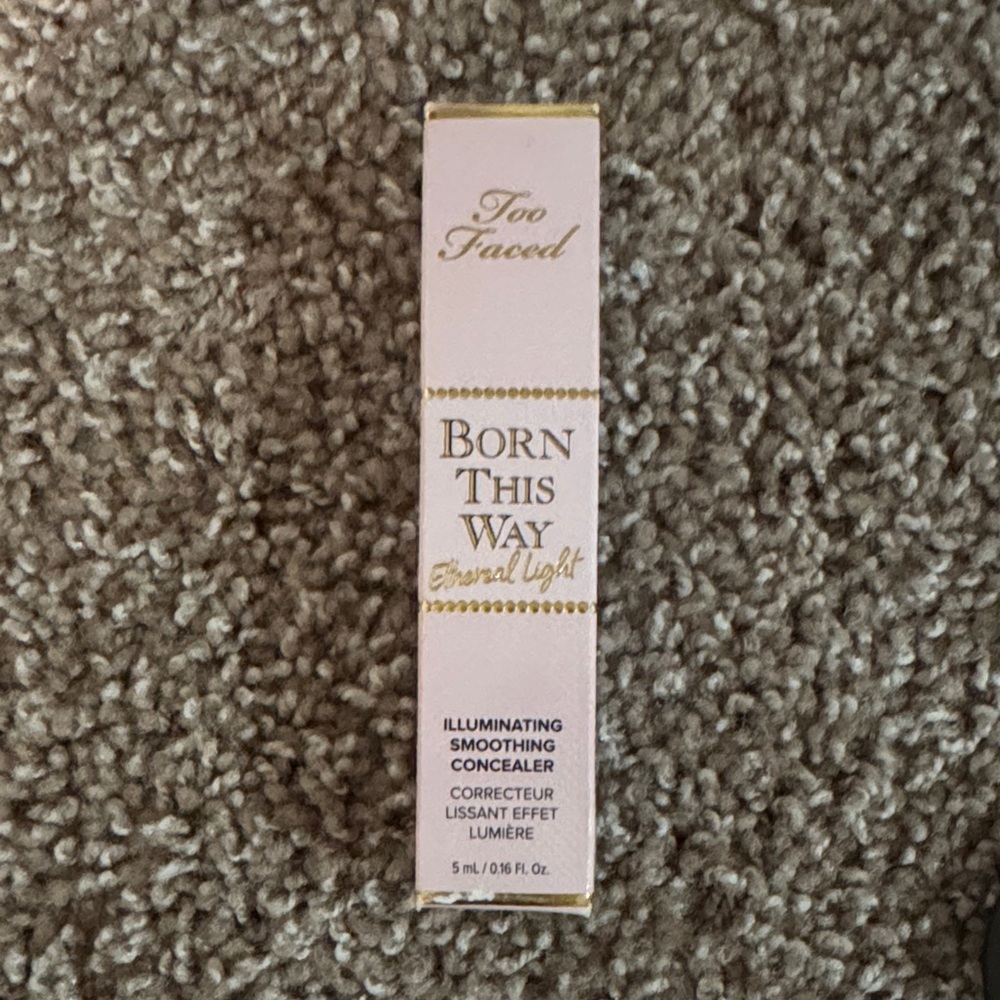 Too
Faced
BORN
THIS
WAY
Ethereal Light
ILLUMINATING
SMOOTHING
CONCEALER
CORRECTEUR
LISSANT EFFET
LUMIÈRE
5 mL / 0.16 Fl. Oz.